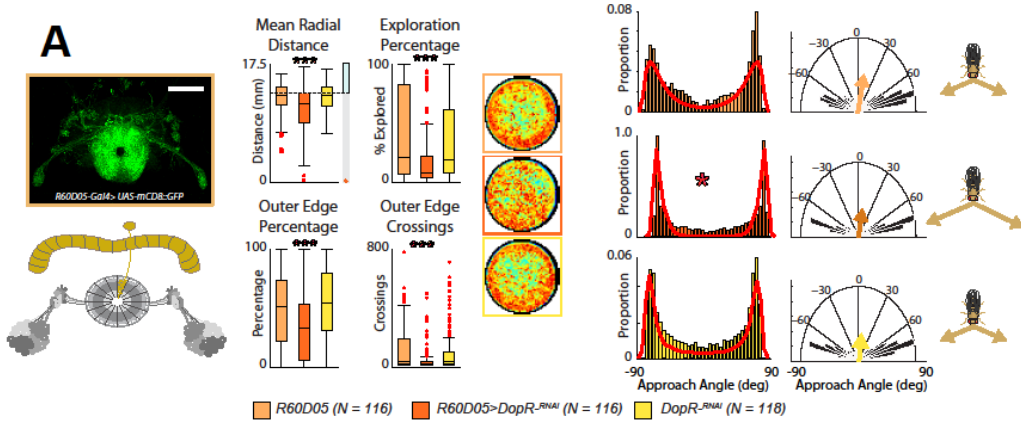 A
R60D05-Gal4> UAS-mCD8::GFP
Mean Radial
Distance
***
17.5
Distance (mm)
0
Exploration
Percentage
***
100
% Explored
0
Outer Edge
Percentage
***
100
Percentage
0
Outer Edge
Crossings
***
800
Crossings
0
0.08
Proportion
0
0
-30
30
60
60
1.0
Proportion
*
0
0
-30
30
60
60
0.06
Proportion
0
-90
90
Approach Angle (deg)
0
-30
30
60
60
-90
90
Approach Angle (deg)
R60D05 (N = 116)
R60D05>DopR-RNAI (N = 116)
DopR-RNAI (N = 118)